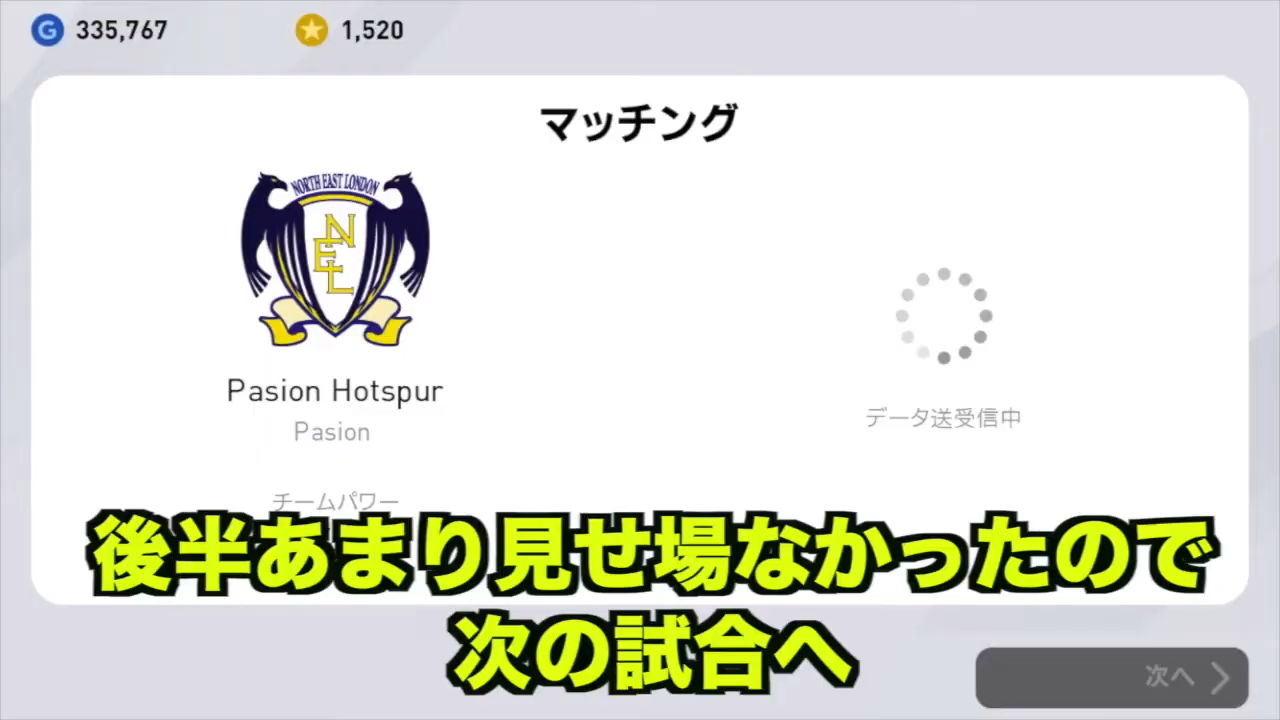 G 335,767
1,520
マッチング
NORTH EAST LONDON
NEL
Pasion Hotspur
Pasion
データ送受信中
チームパワー
後半あまり見せ場なかったので
次の試合へ
次へ